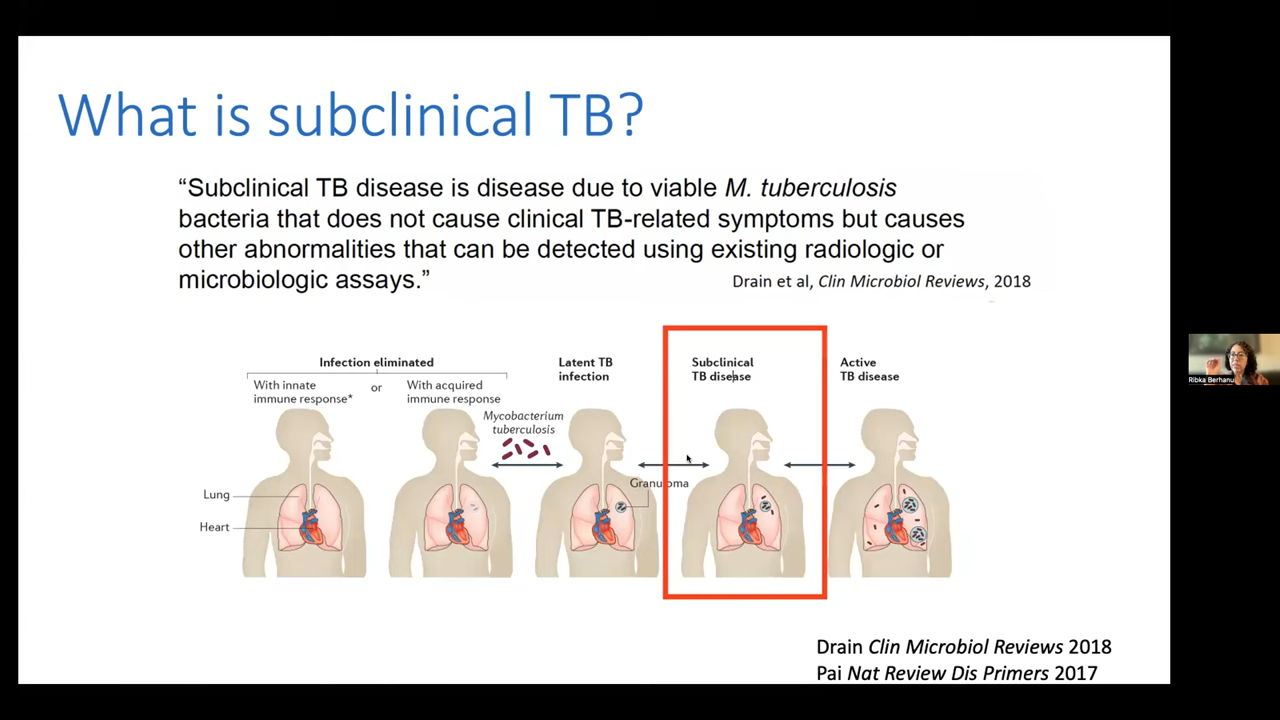 What is subclinical TB?
“Subclinical TB disease is disease due to viable M. tuberculosis
bacteria that does not cause clinical TB-related symptoms but causes
other abnormalities that can be detected using existing radiologic or
microbiologic assays.”
Drain et al, Clin Microbiol Reviews, 2018
Infection eliminated
With innate
immune response*
or
With acquired
immune response
Mycobacterium
tuberculosis
Latent TB
infection
Subclinical
TB disease
Active
TB disease
Granuloma
Lung
Heart
Drain Clin Microbiol Reviews 2018
Pai Nat Review Dis Primers 2017
Ribka Berhanu